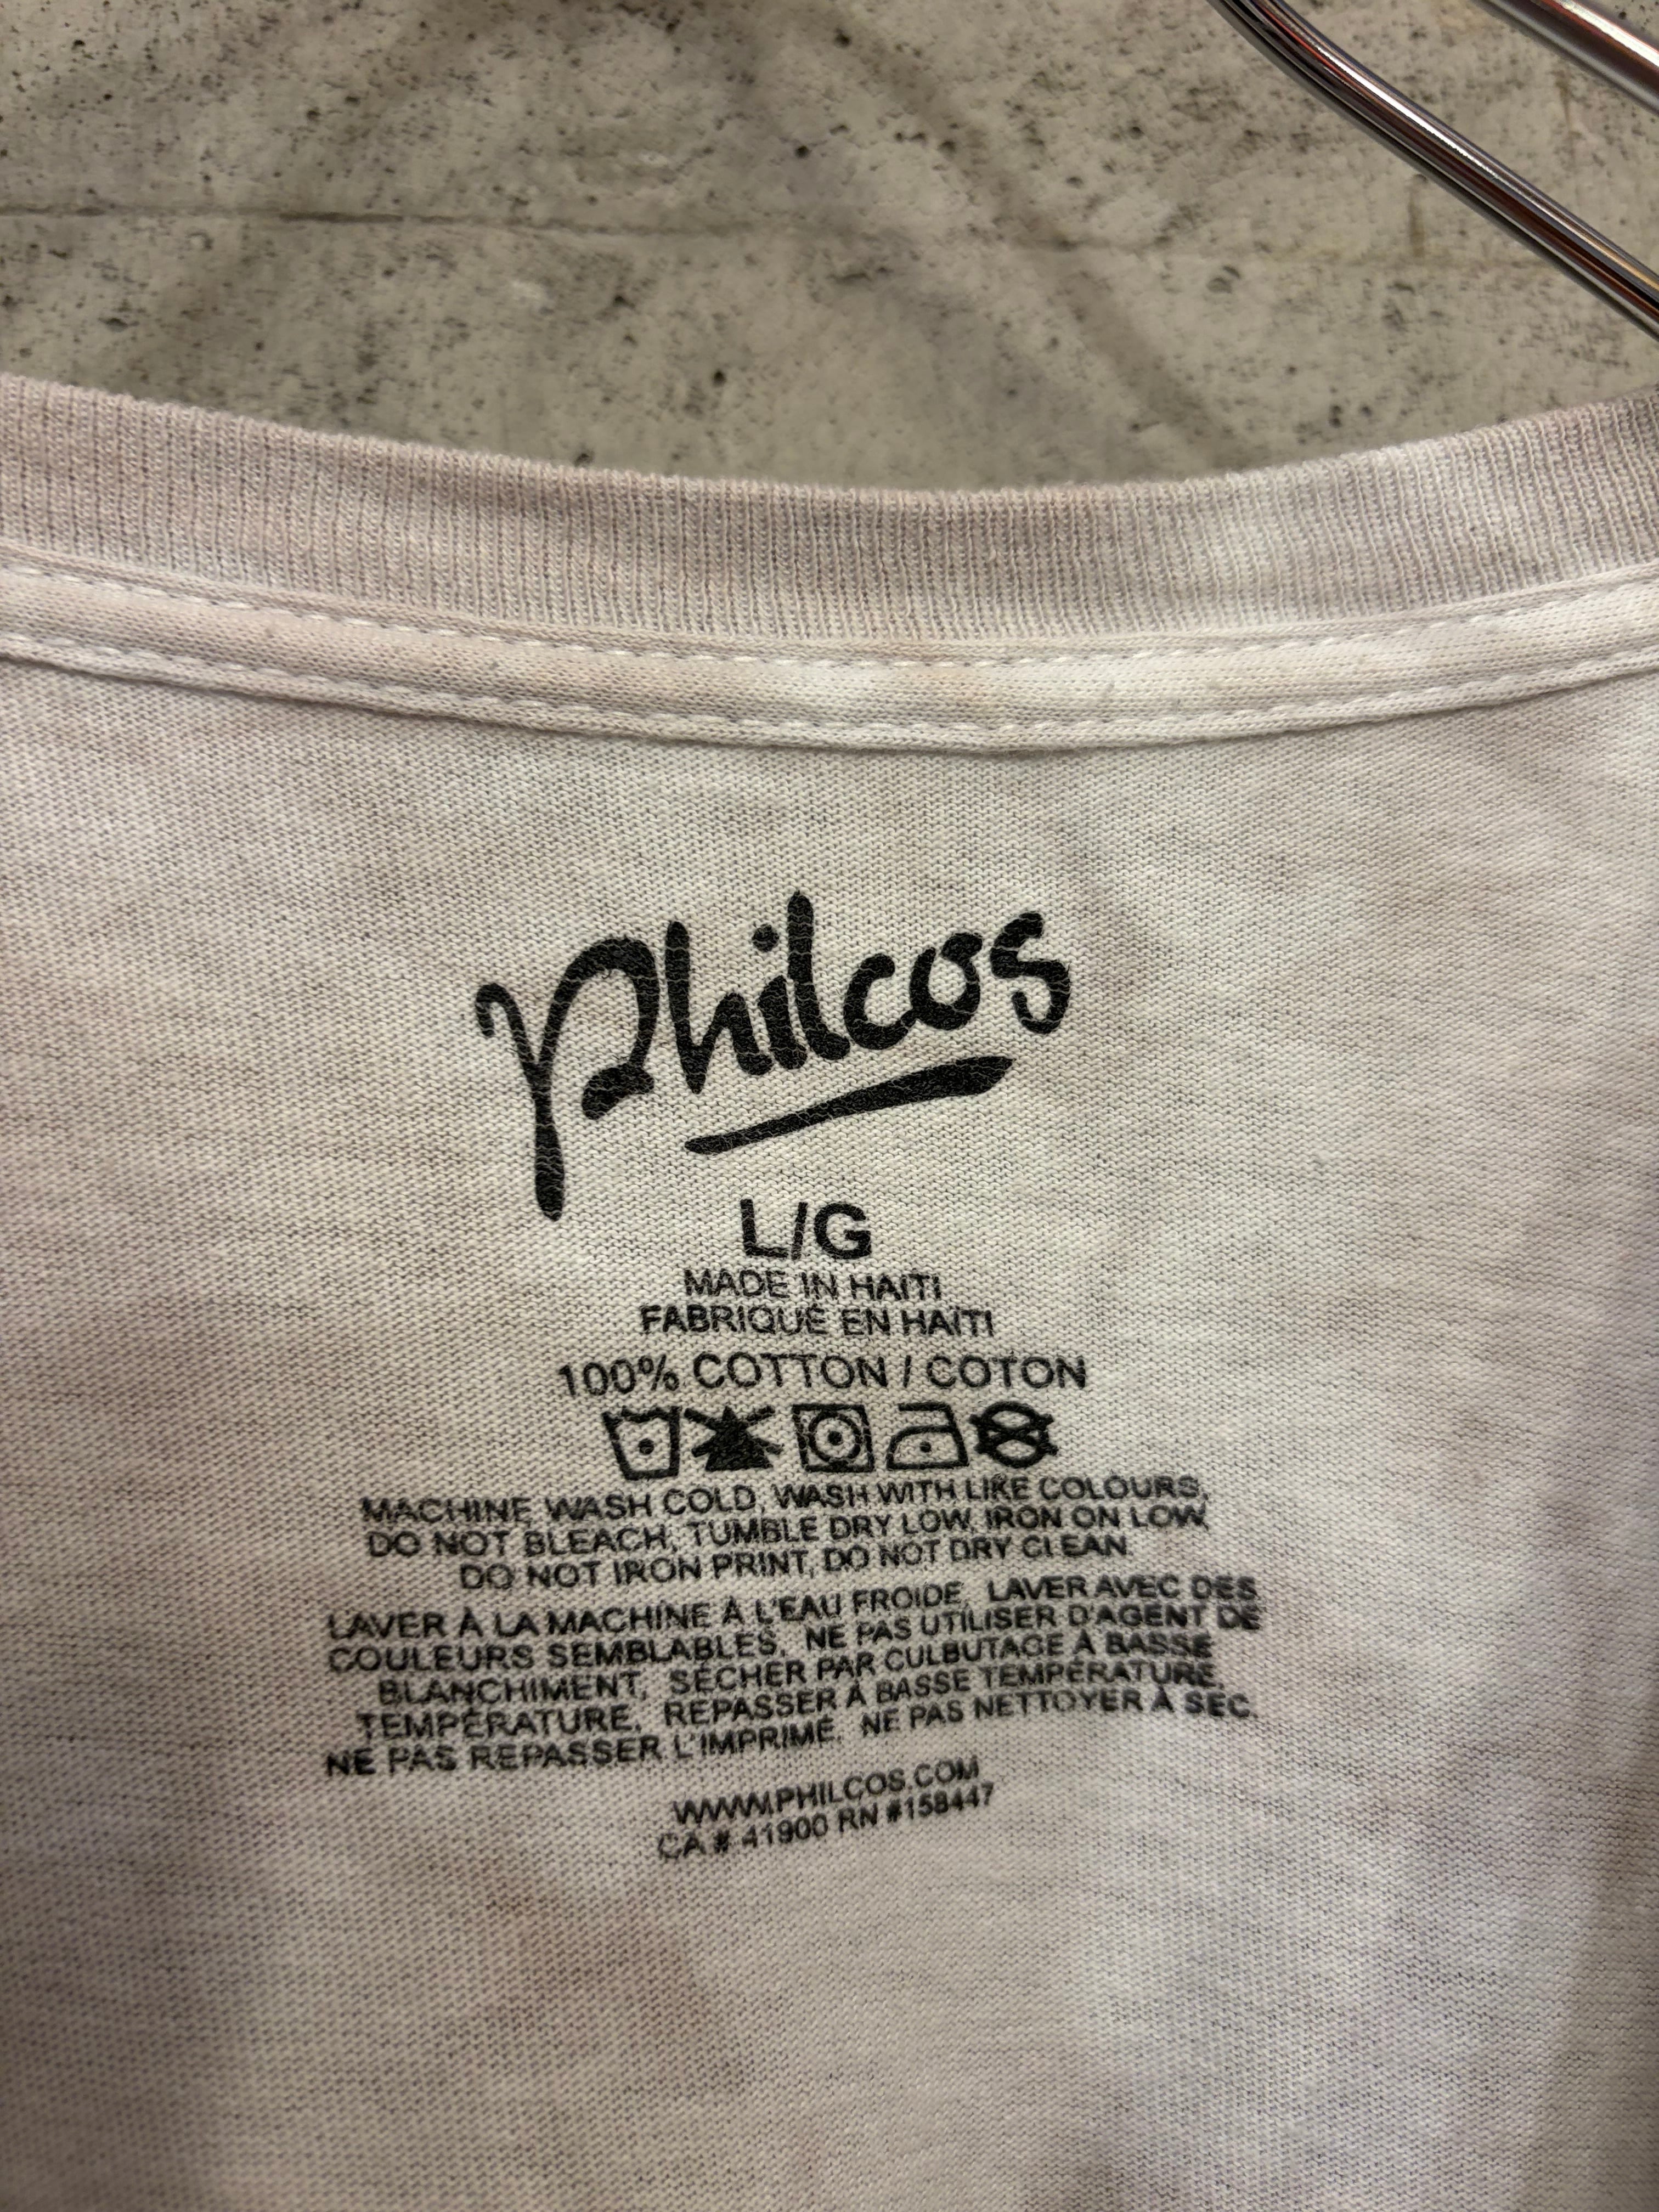 Philcos
L/G
MADE IN HAITI
FABRIQUÉ EN HAÏTI
100% COTTON / COTON
MACHINE WASH COLD, WASH WITH LIKE COLOURS,
DO NOT BLEACH, TUMBLE DRY LOW, IRON ON LOW,
DO NOT IRON PRINT, DO NOT DRY CLEAN.
LAVER À LA MACHINE À L'EAU FROIDE, LAVER AVEC DES
COULEURS SEMBLABLES, NE PAS UTILISER D'AGENT DE
BLANCHIMENT, SÉCHER PAR CULBUTAGE À BASSE
TEMPÉRATURE, REPASSER À BASSE TEMPÉRATURE,
NE PAS REPASSER L'IMPRIMÉ, NE PAS NETTOYER À SEC.
WWW.PHILCOS.COM
CA # 41900 RN #158447